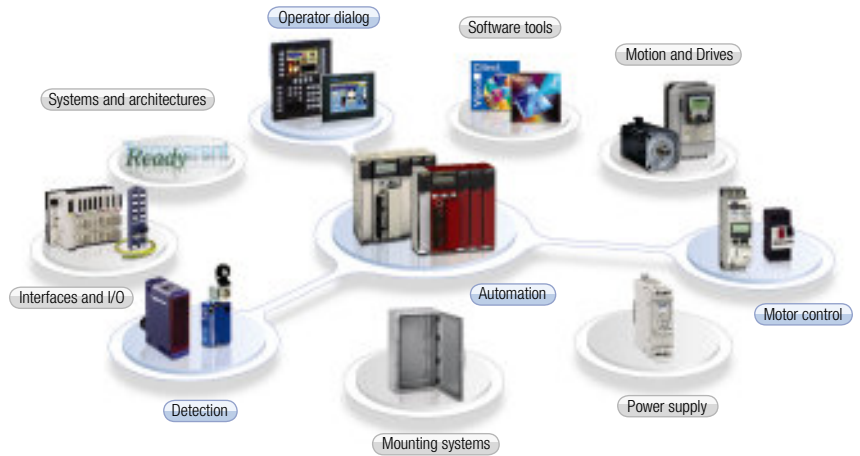 Operator dialog
Software tools
Motion and Drives
Systems and architectures
Ready
Interfaces and I/O
Automation
Motor control
Detection
Power supply
Mounting systems